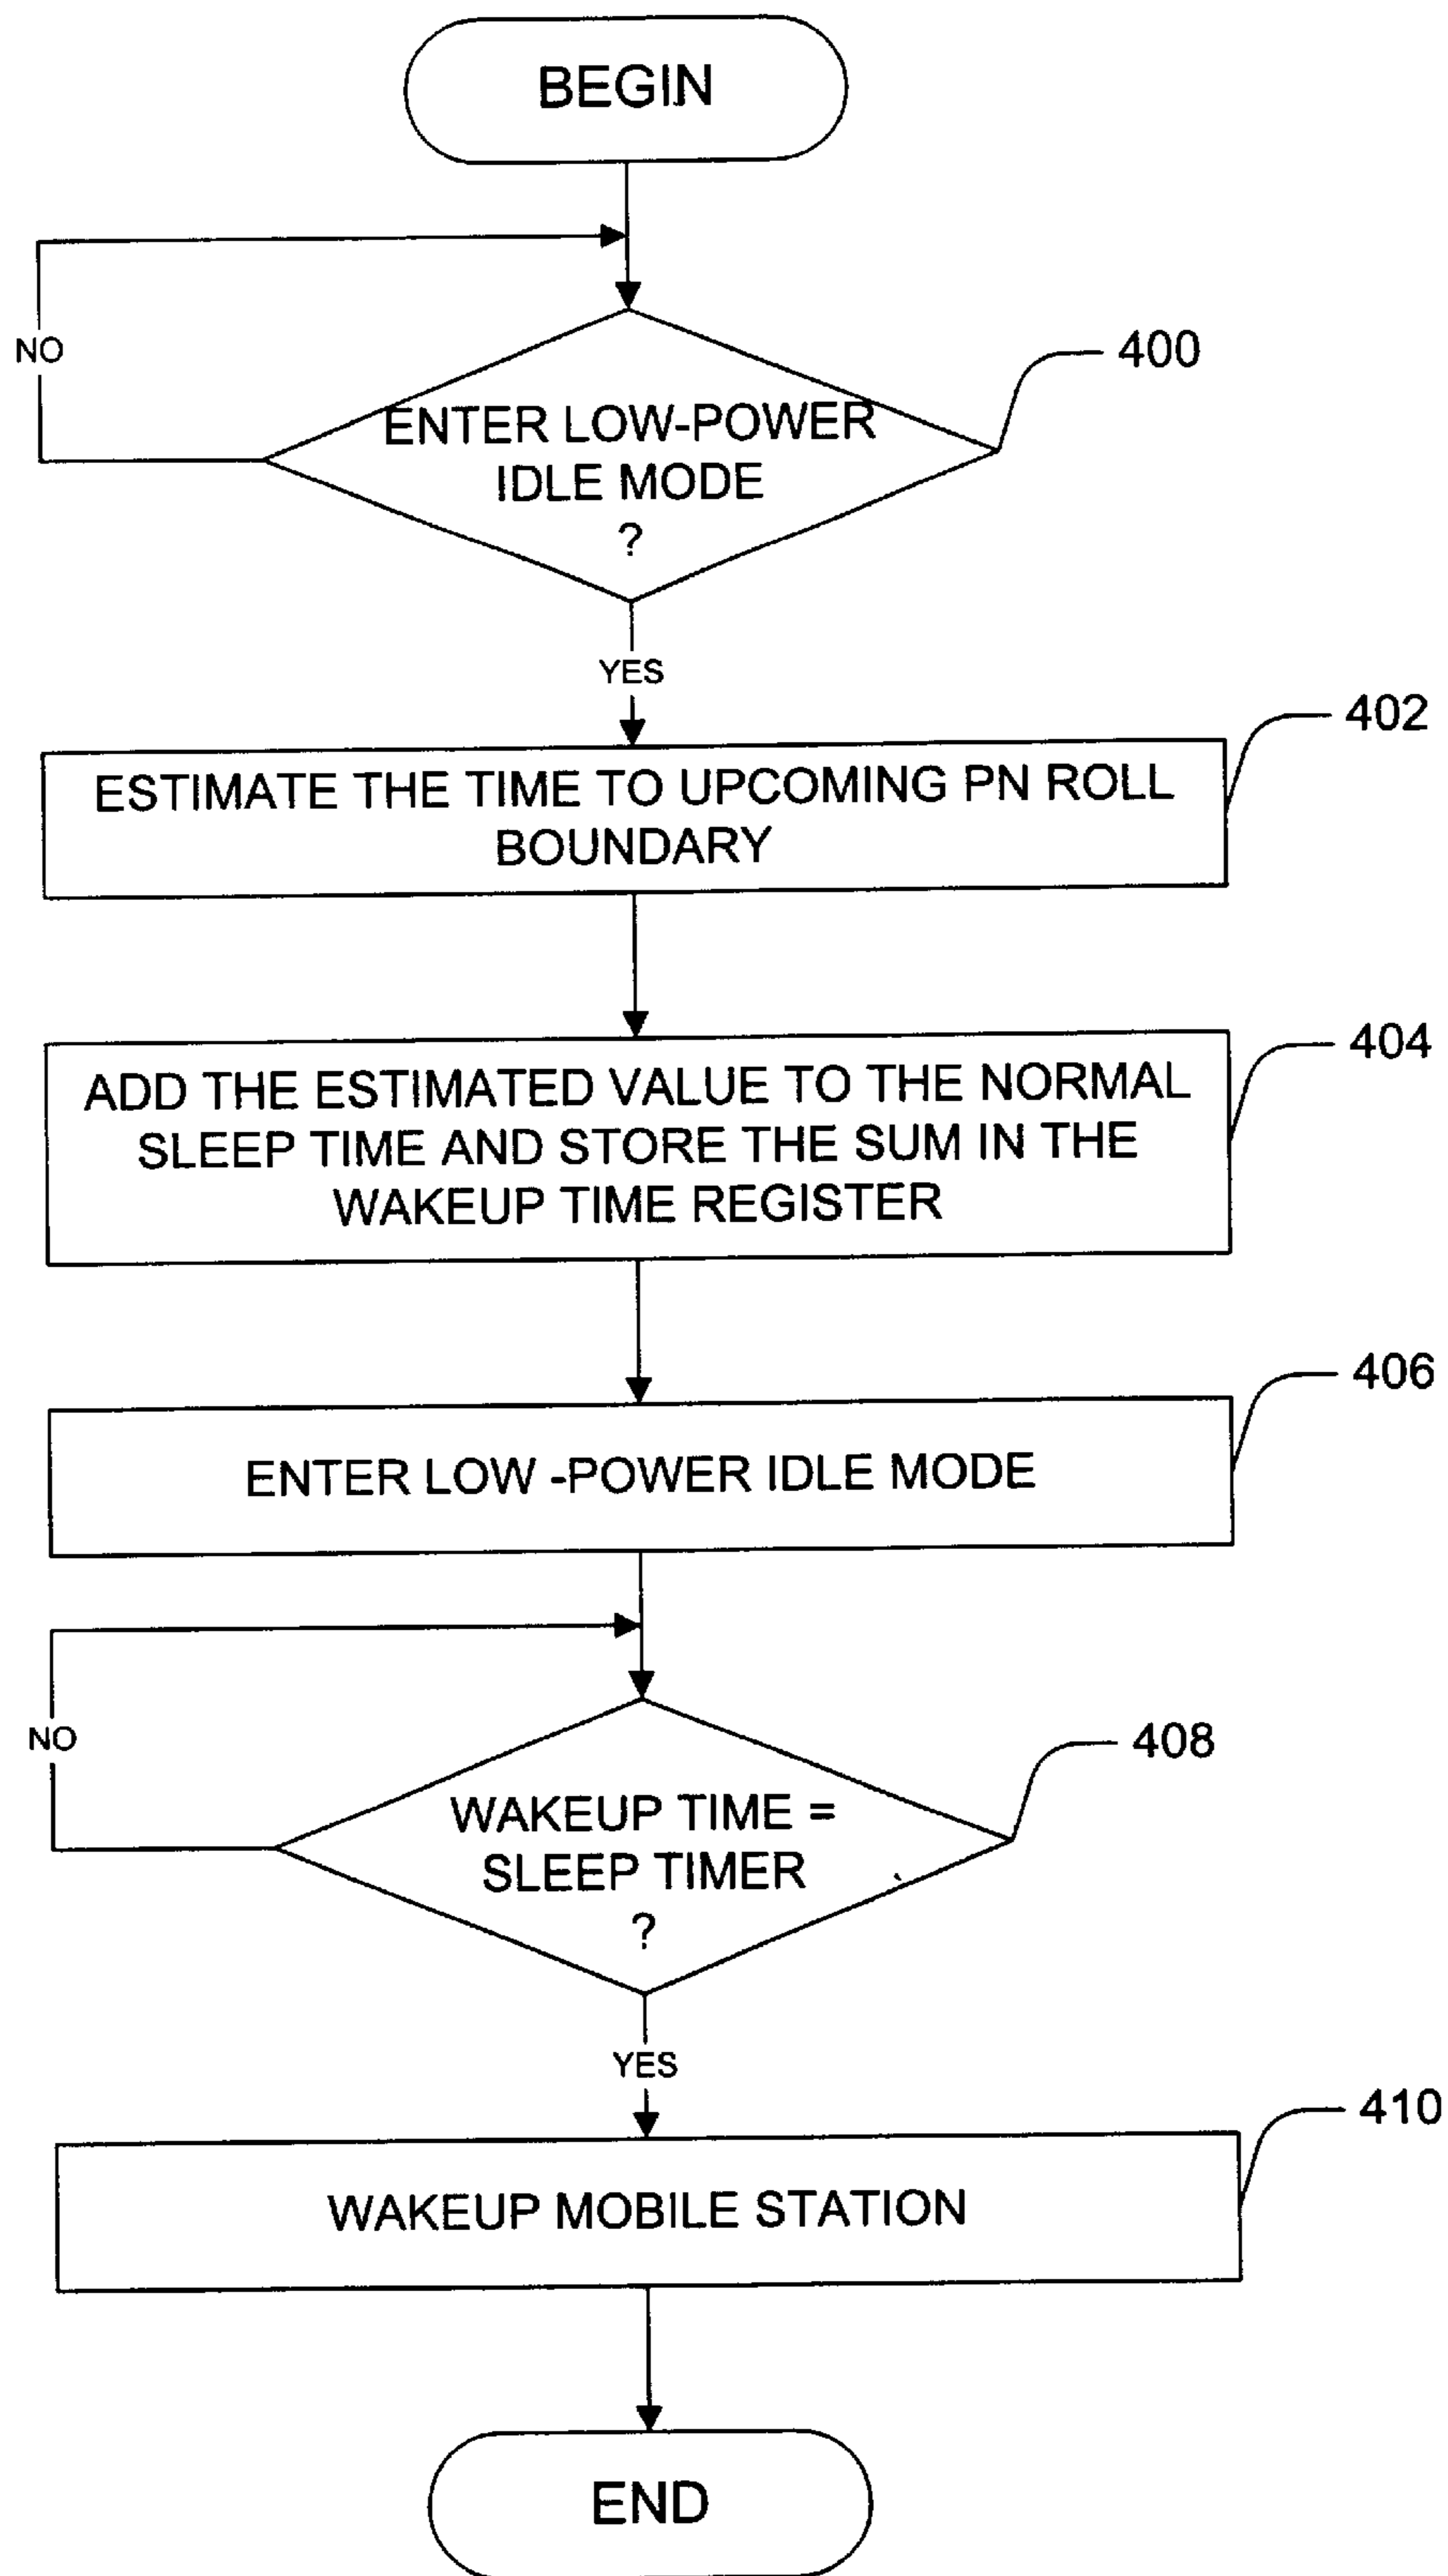 BEGIN
NO
400
ENTER LOW-POWER
IDLE MODE
?
YES
402
ESTIMATE THE TIME TO UPCOMING PN ROLL
BOUNDARY
404
ADD THE ESTIMATED VALUE TO THE NORMAL
SLEEP TIME AND STORE THE SUM IN THE
WAKEUP TIME REGISTER
406
ENTER LOW -POWER IDLE MODE
NO
408
WAKEUP TIME =
SLEEP TIMER
?
YES
410
WAKEUP MOBILE STATION
END